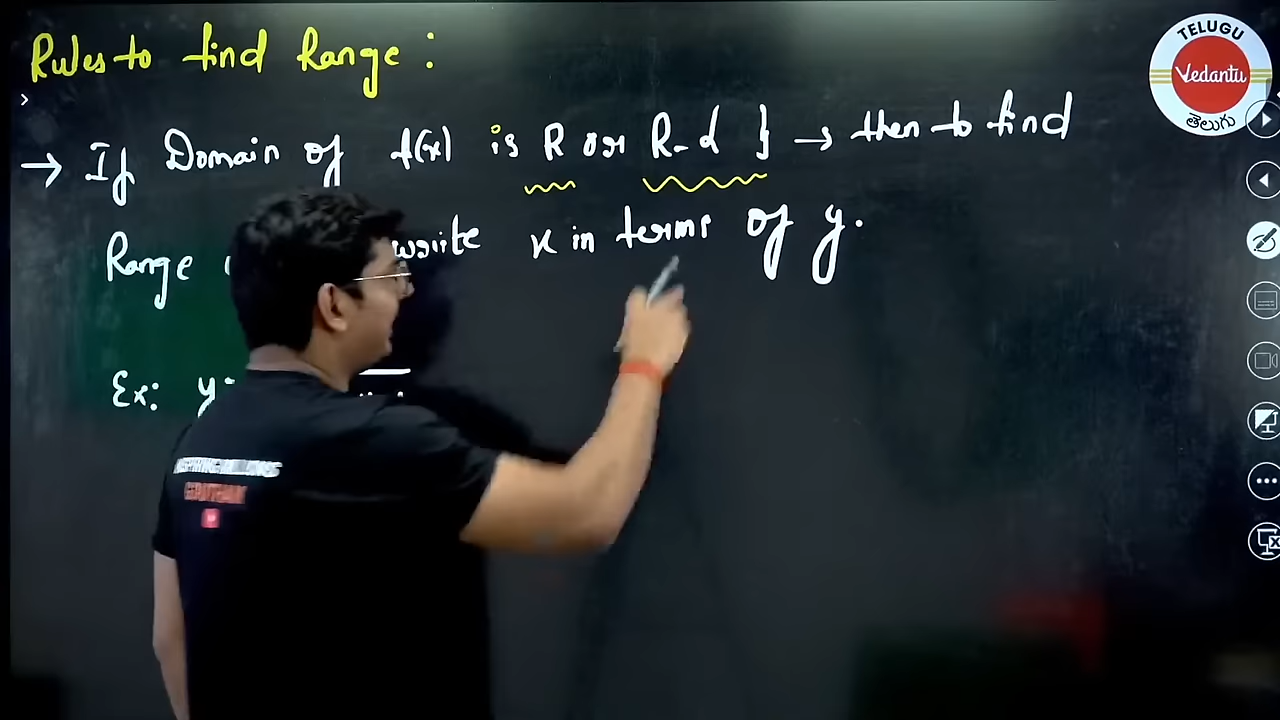 Rules to find Range :
TELUGU
Vedantu
తెలుగు
→ If Domain of f(x) is R or R-{ } → then to find
Range write x in terms of y.
Ex: y=